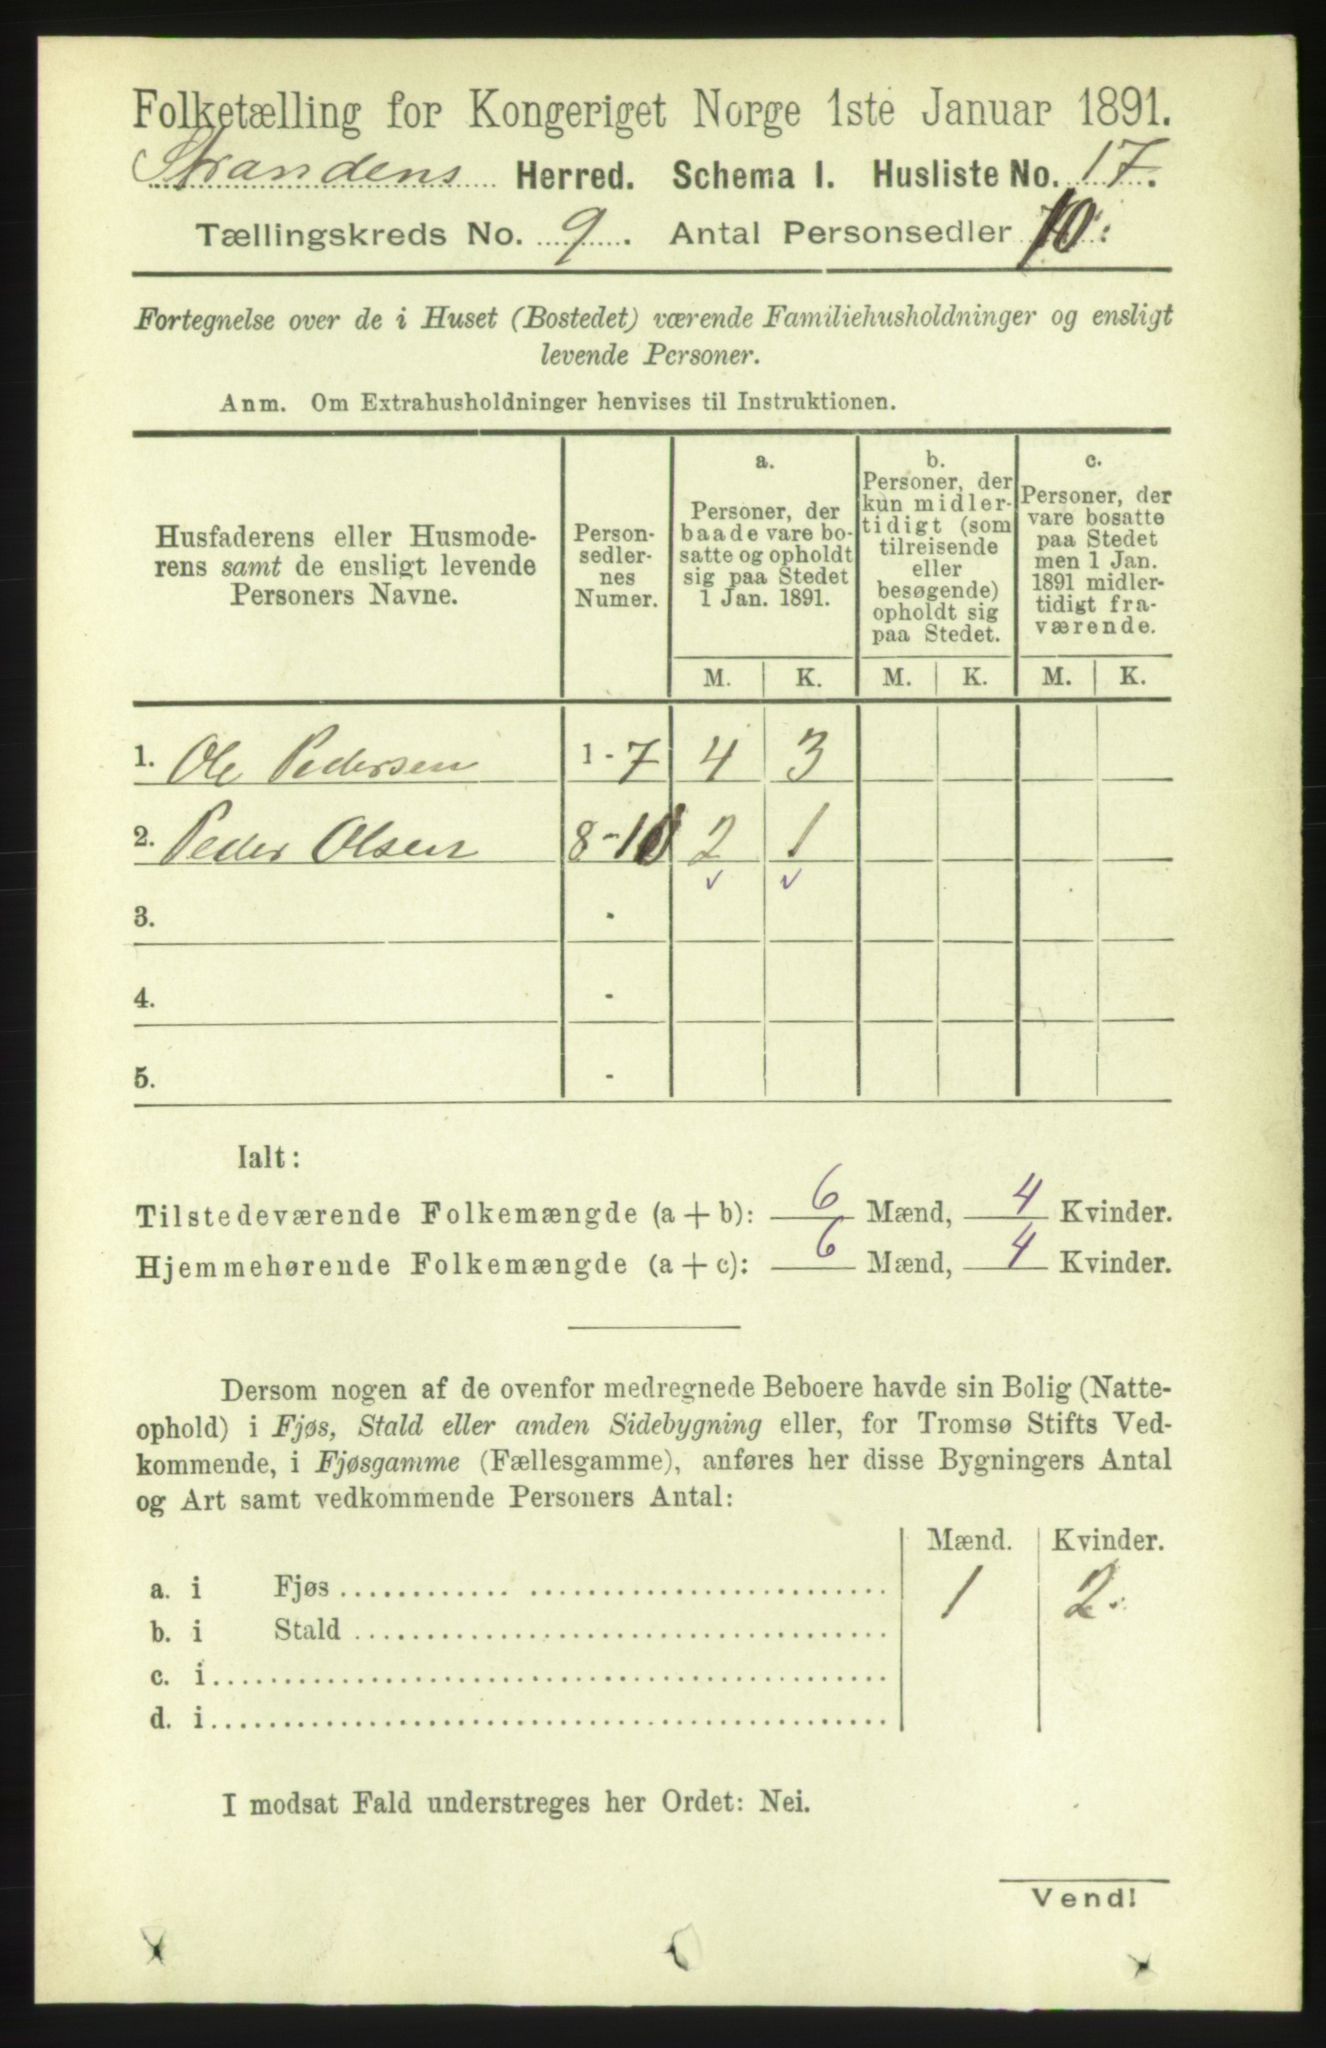 Folketælling for Kongeriget Norge 1ste Januar 1891.
Strandens Herred. Schema I. Husliste No. 17.
Tællingskreds No. 9. Antal Personsedler 10:
Fortegnelse over de i Huset (Bostedet) værende Familiehusholdninger og ensligt
levende Personer.
Anm. Om Extrahusholdninger henvises til Instruktionen.
Husfaderens eller Husmode-
rens samt de ensligt levende
Personers Navne.
Person-
sedler-
nes
Numer.
a.
Personer, der
baade vare bo-
satte og opholdt
sig paa Stedet
1 Jan. 1891.
b.
Personer, der
kun midler-
tidigt (som
tilreisende
eller
besøgende)
opholdt sig
paa Stedet.
c.
Personer, der
vare bosatte
paa Stedet
men 1 Jan.
1891 midler-
tidigt fra-
værende.
M. K. M. K. M. K.
1. Ole Pedersen 1-7 4 3
2. Peder Olsen 8-10 2 1
3. -
4. -
5. -
Ialt:
Tilstedeværende Folkemængde (a + b): 6 Mænd, 4 Kvinder.
Hjemmehørende Folkemængde (a + c): 6 Mænd, 4 Kvinder.
Dersom nogen af de ovenfor medregnede Beboere havde sin Bolig (Natte-
ophold) i Fjøs, Stald eller anden Sidebygning eller, for Tromsø Stifts Ved-
kommende, i Fjøsgamme (Fællesgamme), anføres her disse Bygningers Antal
og Art samt vedkommende Personers Antal:
Mænd. Kvinder.
a. i Fjøs 1 2.
b. i Stald
c. i
d. i
I modsat Fald understreges her Ordet: Nei.
Vend!